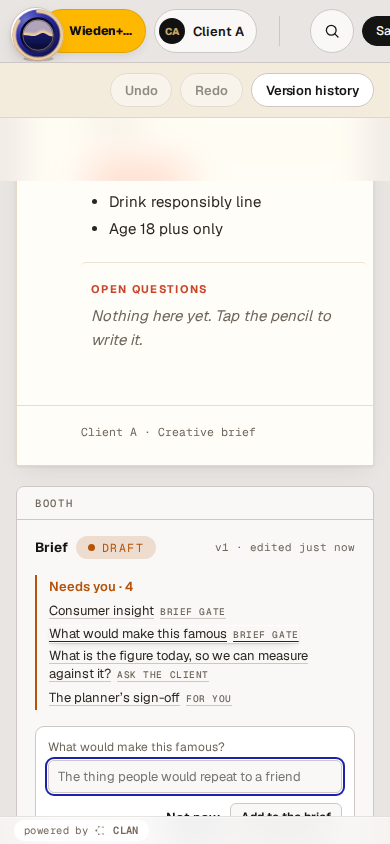 Wieden+...
CA Client A
Undo Redo Version history
Drink responsibly line
Age 18 plus only
OPEN QUESTIONS
Nothing here yet. Tap the pencil to
write it.
Client A · Creative brief
BOOTH
Brief DRAFT v1 · edited just now
Needs you · 4
Consumer insight BRIEF GATE
What would make this famous BRIEF GATE
What is the figure today, so we can measure
against it? ASK THE CLIENT
The planner's sign-off FOR YOU
What would make this famous?
The thing people would repeat to a friend
Not now Add to the brief
powered by CLAN